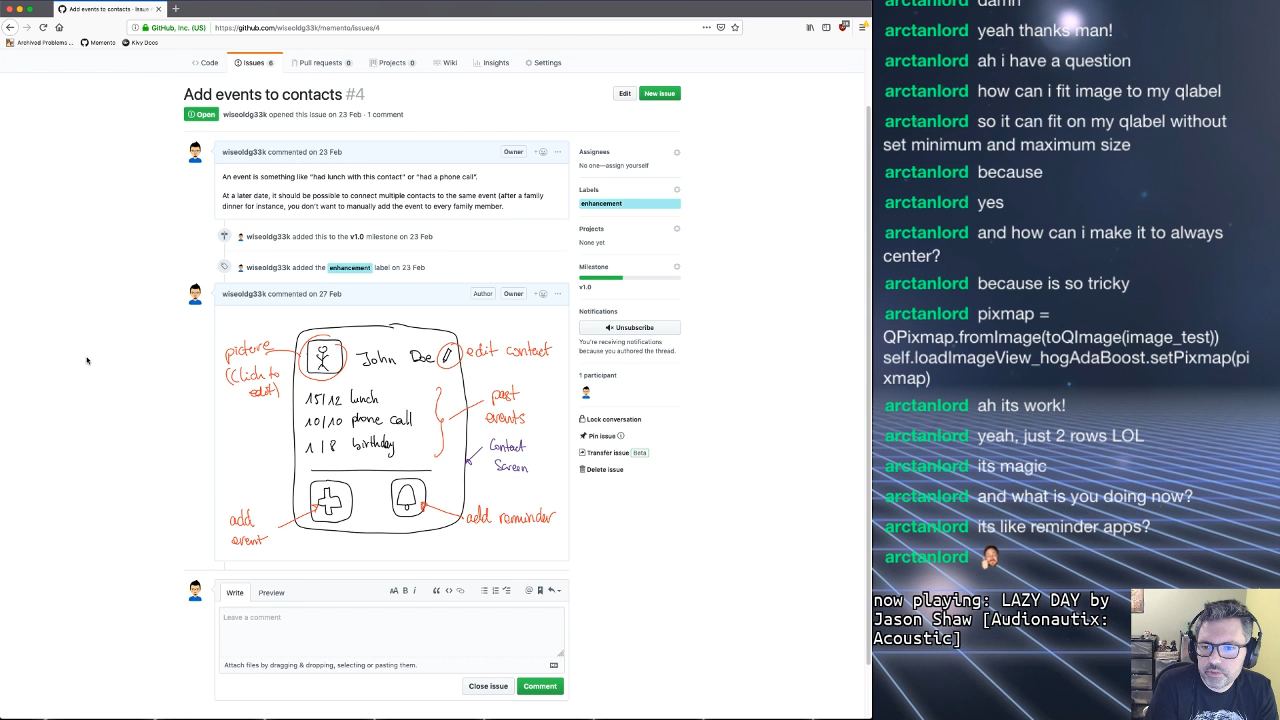 Add events to contacts · Issue
GitHub, Inc. (US)
https://github.com/wiseoldg33k/memento/issues/4
Archived Problems ...
Memento
Kivy Docs
Code
Issues 6
Pull requests 0
Projects 0
Wiki
Insights
Settings
Add events to contacts #4
Edit
New issue
Open
wiseoldg33k opened this issue on 23 Feb · 1 comment
wiseoldg33k commented on 23 Feb
Owner
An event is something like "had lunch with this contact" or "had a phone call".
At a later date, it should be possible to connect multiple contacts to the same event (after a family
dinner for instance, you don't want to manually add the event to every family member.
wiseoldg33k added this to the v1.0 milestone on 23 Feb
wiseoldg33k added the enhancement label on 23 Feb
wiseoldg33k commented on 27 Feb
Author
Owner
picture
(click to
edit)
John Doe
edit contact
15/12 lunch
10/10 phone call
1/8 birthday
past
events
Contact
Screen
add
event
add reminder
Write
Preview
Leave a comment
Attach files by dragging & dropping, selecting or pasting them.
Close issue
Comment
Assignees
No one—assign yourself
Labels
enhancement
Projects
None yet
Milestone
v1.0
Notifications
Unsubscribe
You're receiving notifications
because you authored the thread.
1 participant
Lock conversation
Pin issue
Transfer issue Beta
Delete issue
arctanlord damn
arctanlord yeah thanks man!
arctanlord ah i have a question
arctanlord how can i fit image to my qlabel
arctanlord so it can fit on my qlabel without
set minimum and maximum size
arctanlord because
arctanlord yes
arctanlord and how can i make it to always
center?
arctanlord because is so tricky
arctanlord pixmap =
QPixmap.fromImage(toQImage(image_test))
self.loadImageView_hogAdaBoost.setPixmap(pi
xmap)
arctanlord ah its work!
arctanlord yeah, just 2 rows LOL
arctanlord its magic
arctanlord and what is you doing now?
arctanlord its like reminder apps?
arctanlord
now playing: LAZY DAY by
Jason Shaw [Audionautix:
Acoustic]